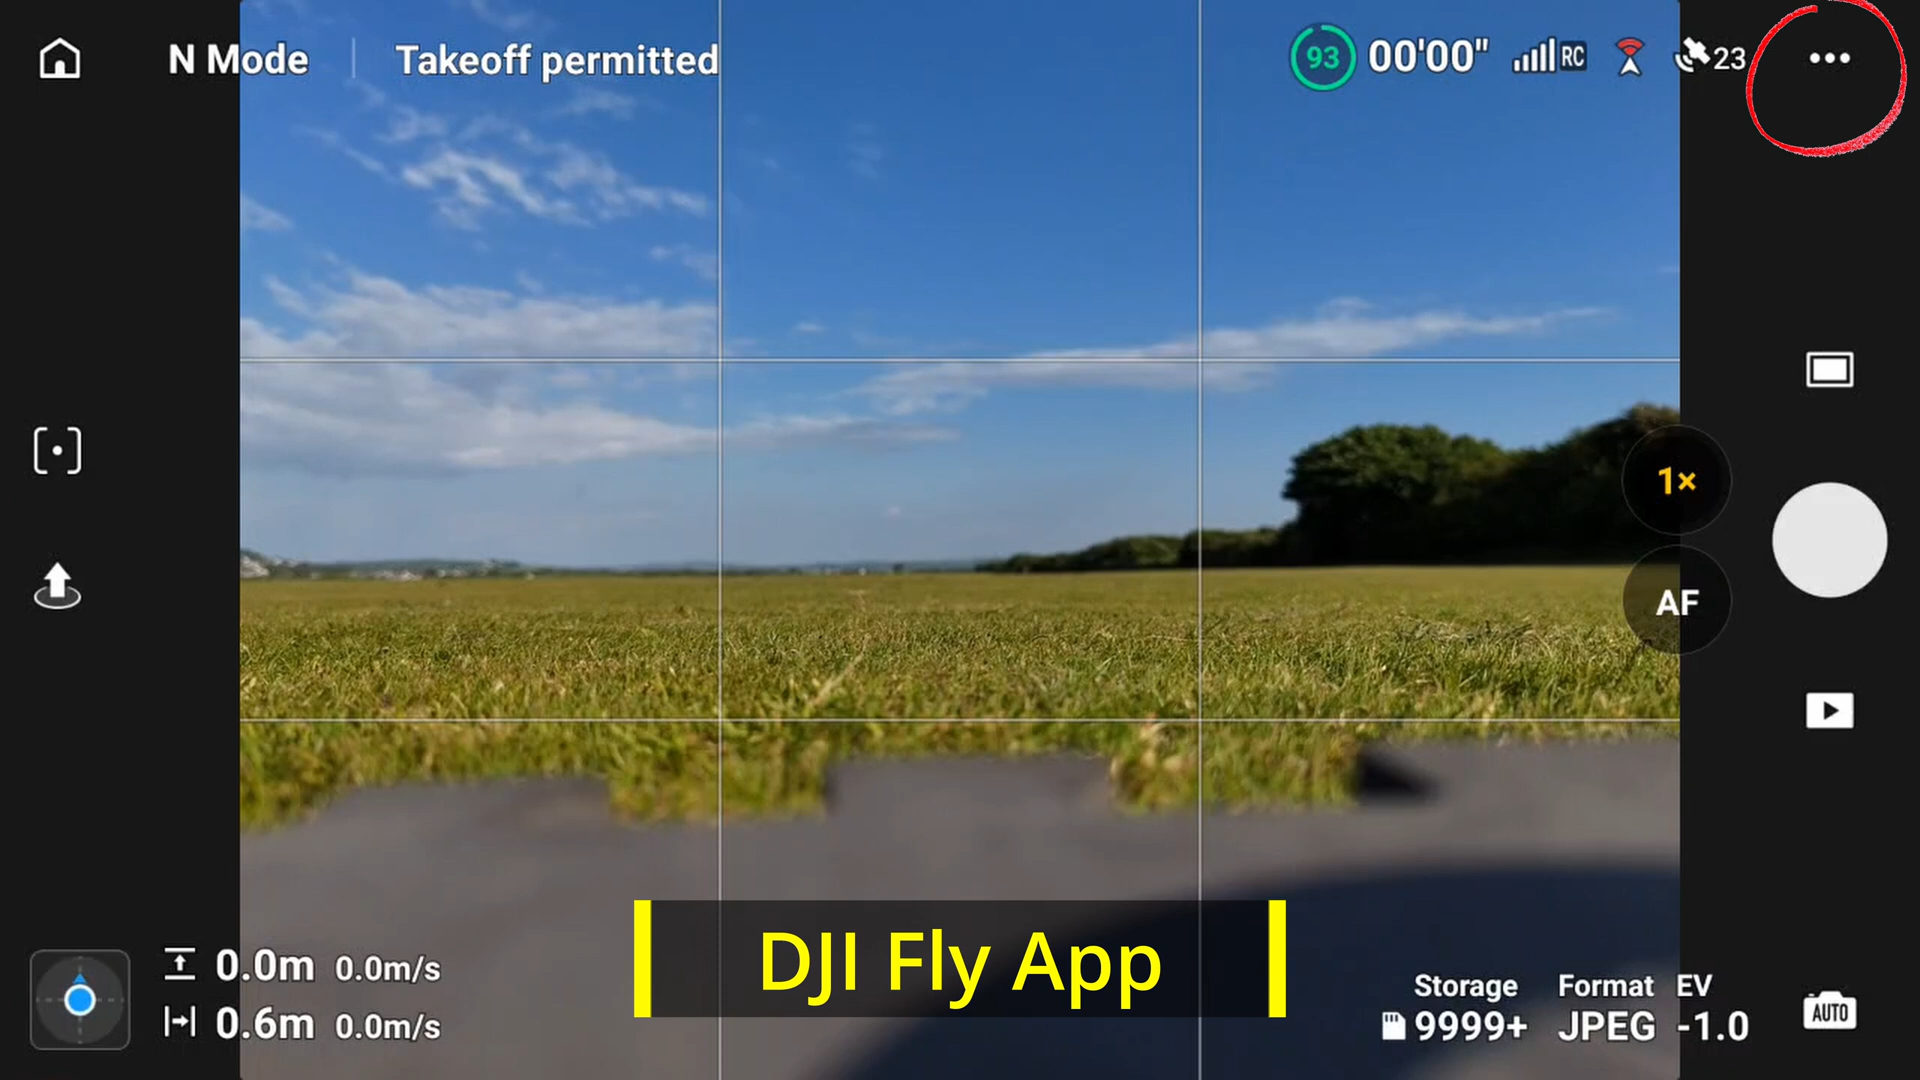 N Mode
Takeoff permitted
93
00'00"
RC
23
1×
AF
0.0m 0.0m/s
0.6m 0.0m/s
DJI Fly App
Storage Format EV
9999+ JPEG -1.0
AUTO